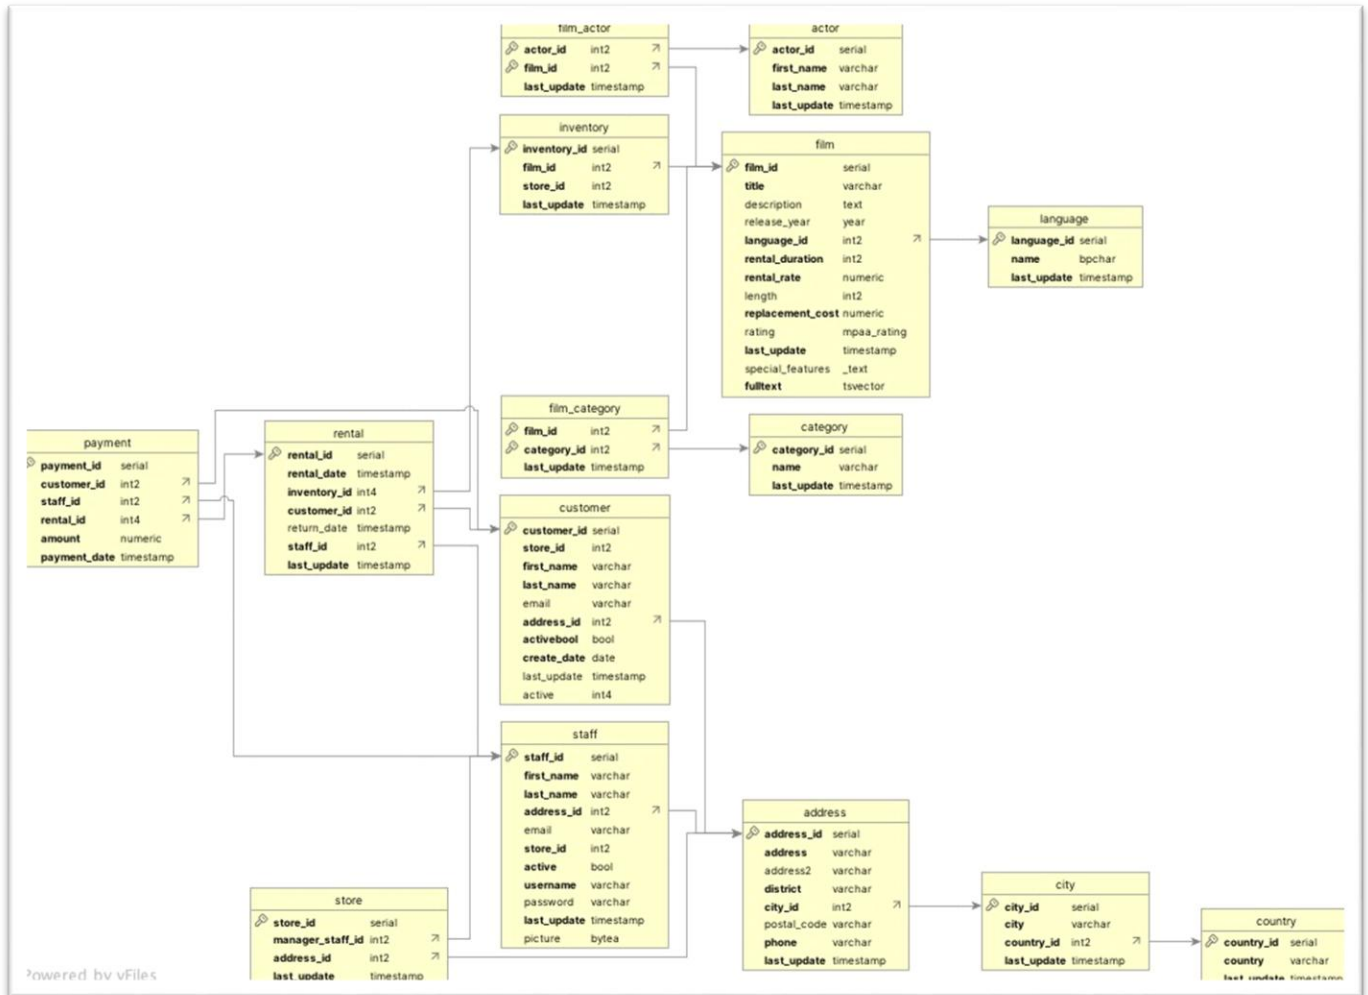 film_actor
actor_id int2
film_id int2
last_update timestamp
actor
actor_id serial
first_name varchar
last_name varchar
last_update timestamp
inventory
inventory_id serial
film_id int2
store_id int2
last_update timestamp
film
film_id serial
title varchar
description text
release_year year
language_id int2
rental_duration int2
rental_rate numeric
length int2
replacement_cost numeric
rating mpaa_rating
last_update timestamp
special_features _text
fulltext tsvector
language
language_id serial
name bpchar
last_update timestamp
payment
payment_id serial
customer_id int2
staff_id int2
rental_id int4
amount numeric
payment_date timestamp
rental
rental_id serial
rental_date timestamp
inventory_id int4
customer_id int2
return_date timestamp
staff_id int2
last_update timestamp
film_category
film_id int2
category_id int2
last_update timestamp
category
category_id serial
name varchar
last_update timestamp
customer
customer_id serial
store_id int2
first_name varchar
last_name varchar
email varchar
address_id int2
activebool bool
create_date date
last_update timestamp
active int4
staff
staff_id serial
first_name varchar
last_name varchar
address_id int2
email varchar
store_id int2
active bool
username varchar
password varchar
last_update timestamp
picture bytea
store
store_id serial
manager_staff_id int2
address_id int2
last_update timestamp
address
address_id serial
address varchar
address2 varchar
district varchar
city_id int2
postal_code varchar
phone varchar
last_update timestamp
city
city_id serial
city varchar
country_id int2
last_update timestamp
country
country_id serial
country varchar
last_update timestamp
Powered by yFiles